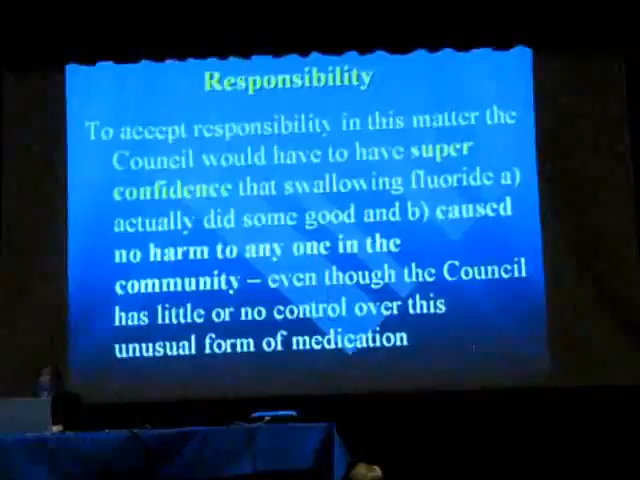 Responsibility
To accept responsibility in this matter the
Council would have to have super
confidence that swallowing fluoride a)
actually did some good and b) caused
no harm to any one in the
community – even though the Council
has little or no control over this
unusual form of medication